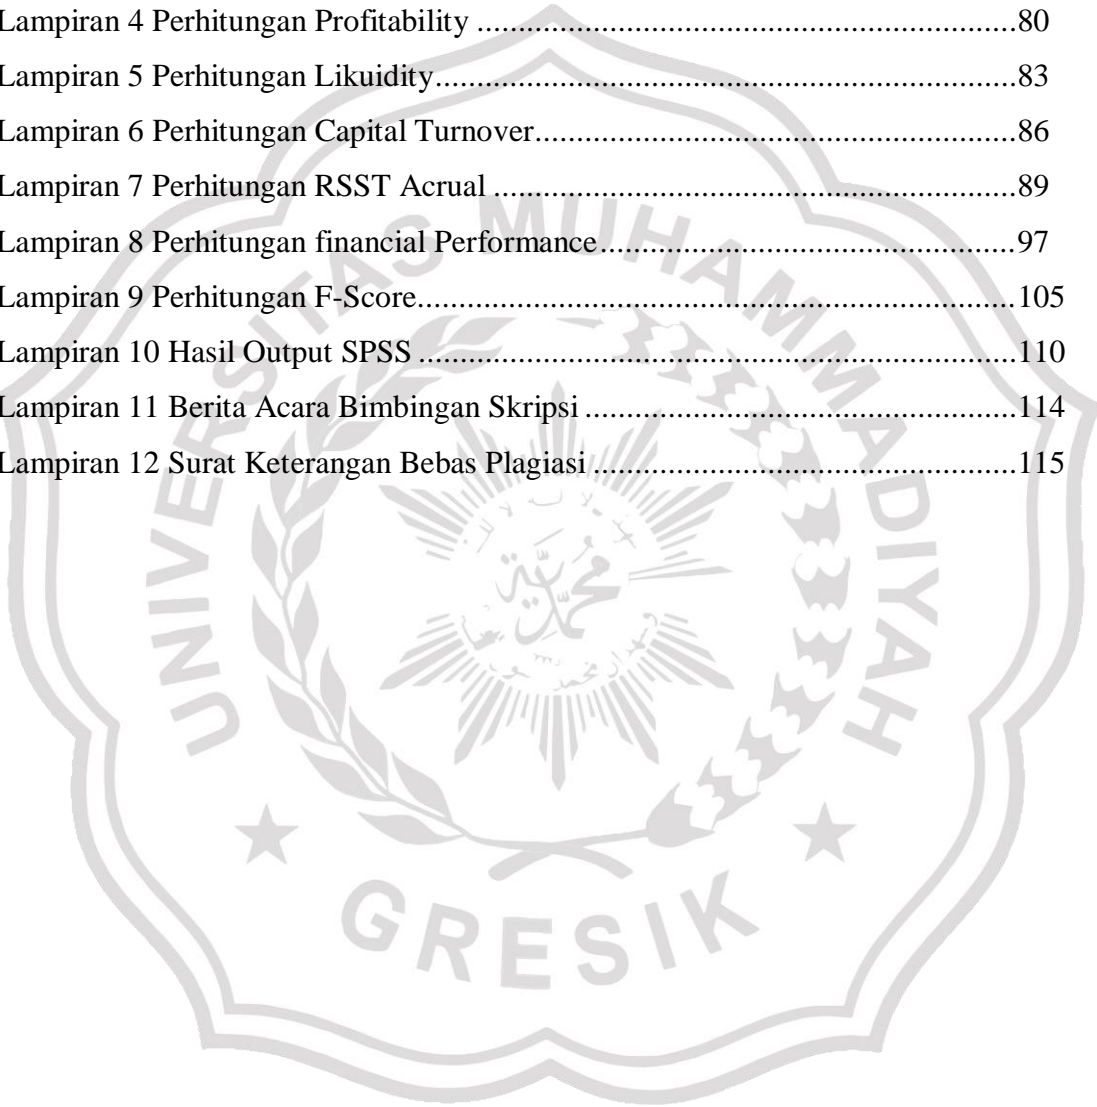 Lampiran 4 Perhitungan Profitability ................................................................80
Lampiran 5 Perhitungan Likuidity.....................................................................83
Lampiran 6 Perhitungan Capital Turnover.........................................................86
Lampiran 7 Perhitungan RSST Acrual ..............................................................89
Lampiran 8 Perhitungan financial Performance.................................................97
Lampiran 9 Perhitungan F-Score.......................................................................105
Lampiran 10 Hasil Output SPSS .......................................................................110
Lampiran 11 Berita Acara Bimbingan Skripsi ...................................................114
Lampiran 12 Surat Keterangan Bebas Plagiasi ..................................................115
UNIVERSITAS MUHAMMADIYAH
GRESIK